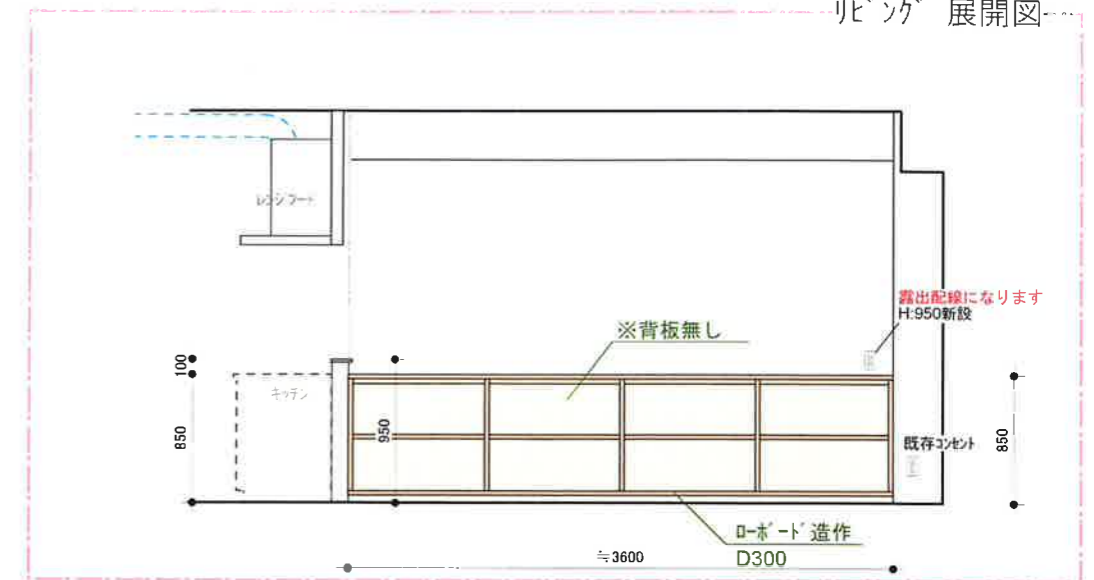 リビング 展開図
レンジフード
露出配線になります
H:950新設
※背板無し
100
キッチン
850
950
既存コンセント
850
ローボード造作
D300
≒3600